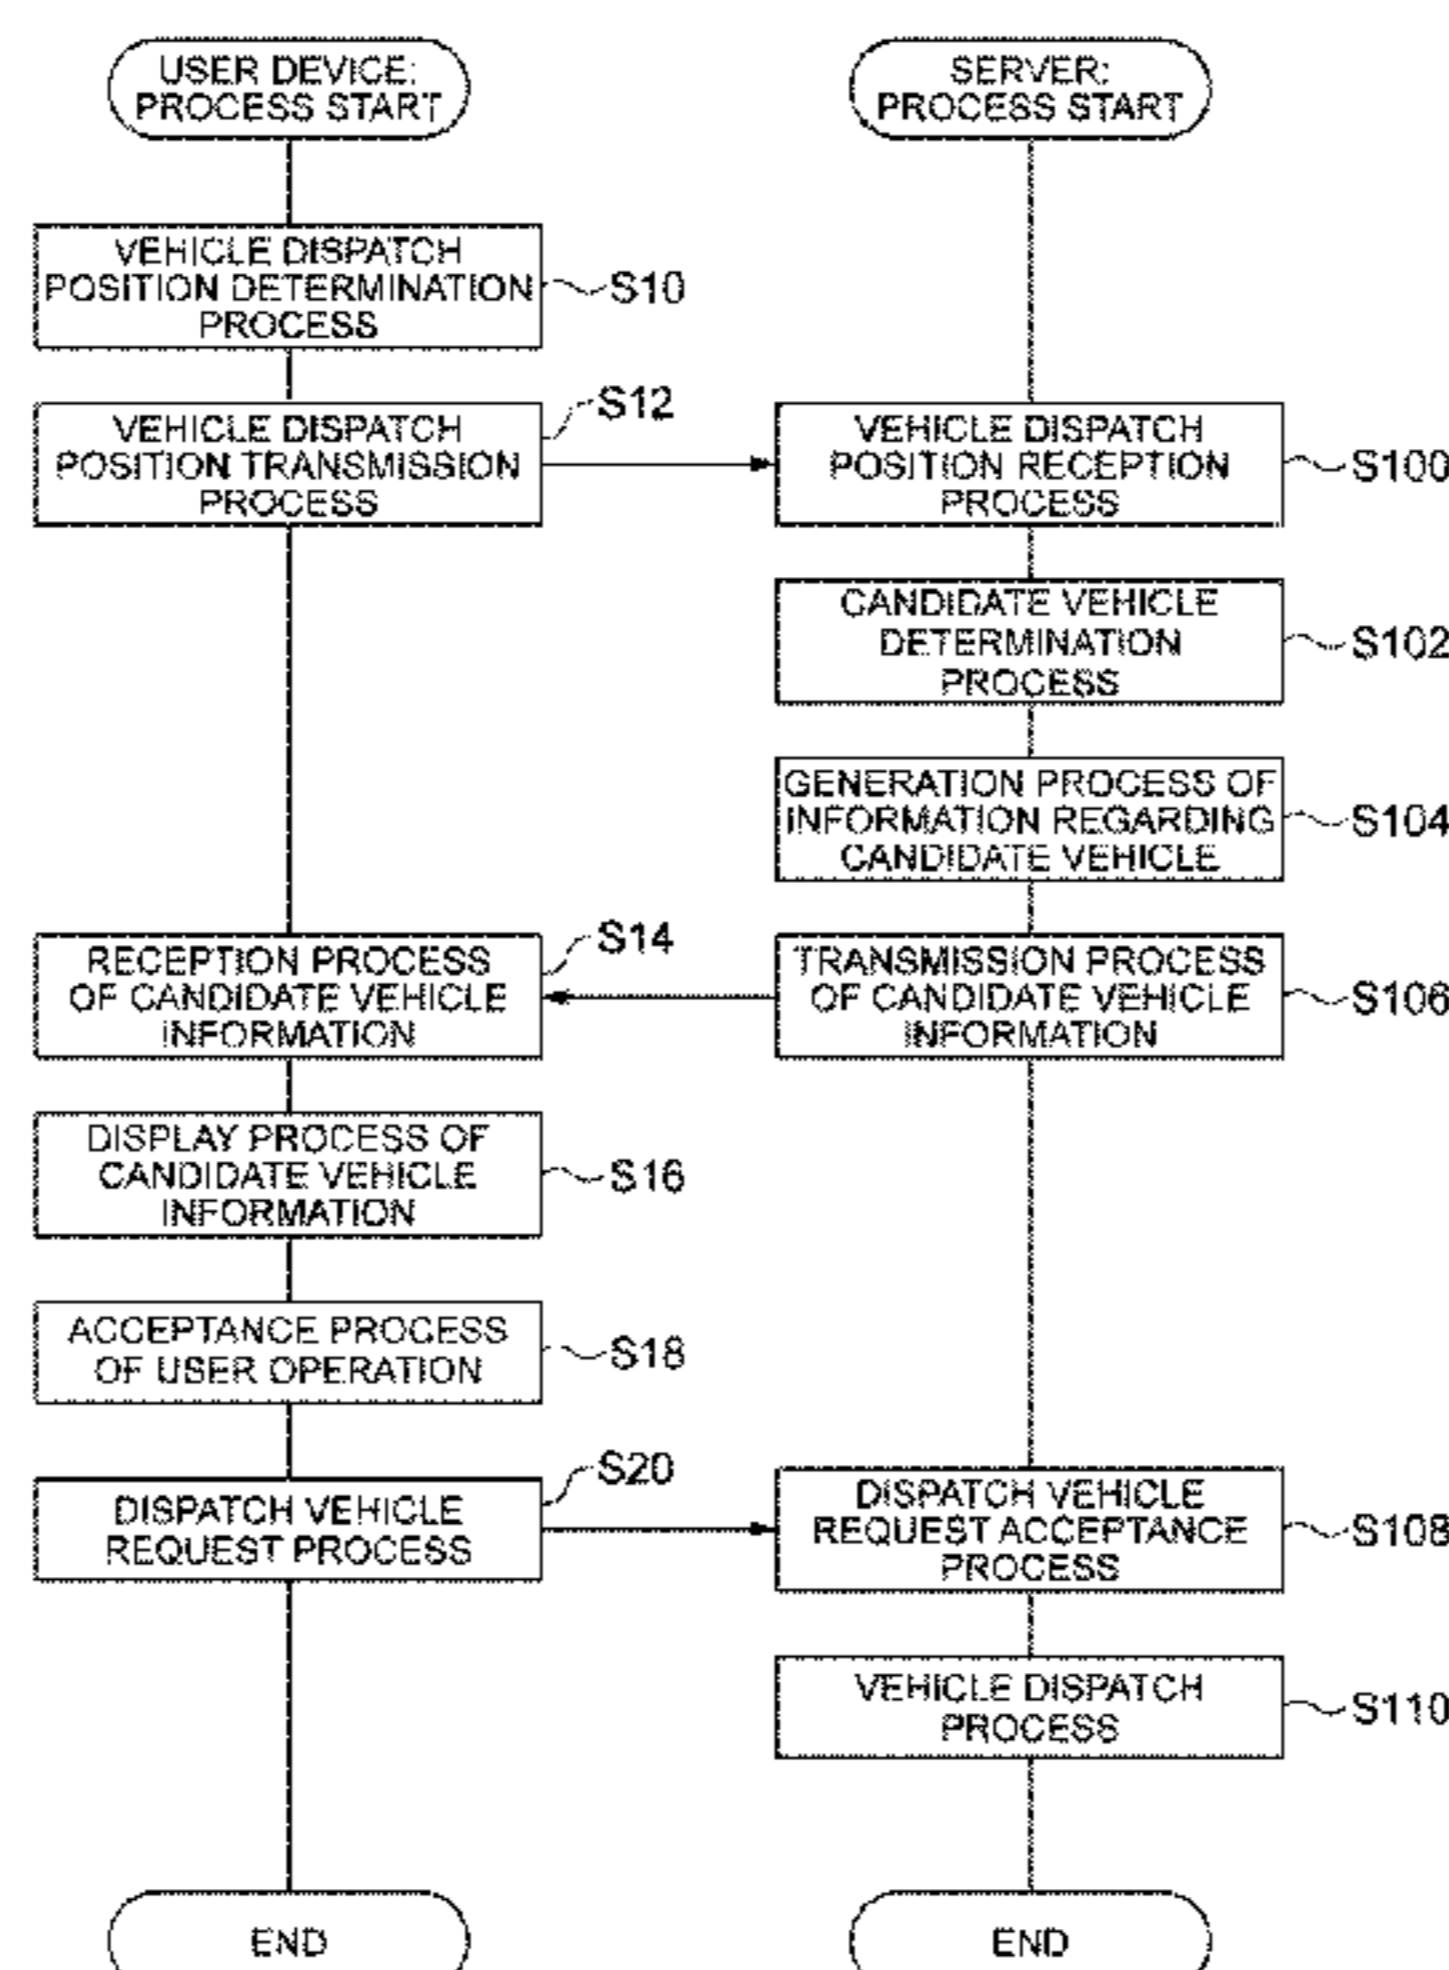 USER DEVICE:
PROCESS START
SERVER:
PROCESS START
VEHICLE DISPATCH
POSITION DETERMINATION
PROCESS
S10
VEHICLE DISPATCH
POSITION TRANSMISSION
PROCESS
S12
VEHICLE DISPATCH
POSITION RECEPTION
PROCESS
S100
CANDIDATE VEHICLE
DETERMINATION
PROCESS
S102
GENERATION PROCESS OF
INFORMATION REGARDING
CANDIDATE VEHICLE
S104
RECEPTION PROCESS
OF CANDIDATE VEHICLE
INFORMATION
S14
TRANSMISSION PROCESS
OF CANDIDATE VEHICLE
INFORMATION
S106
DISPLAY PROCESS OF
CANDIDATE VEHICLE
INFORMATION
S16
ACCEPTANCE PROCESS
OF USER OPERATION
S18
DISPATCH VEHICLE
REQUEST PROCESS
S20
DISPATCH VEHICLE
REQUEST ACCEPTANCE
PROCESS
S108
VEHICLE DISPATCH
PROCESS
S110
END
END